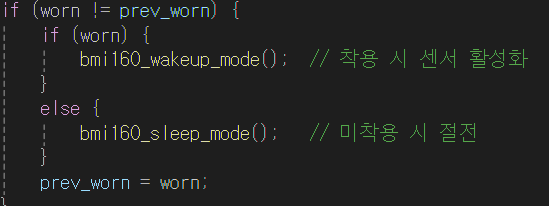 if (worn != prev_worn) {
if (worn) {
bmi160_wakeup_mode(); // 착용 시 센서 활성화
}
else {
bmi160_sleep_mode(); // 미착용 시 절전
}
prev_worn = worn;
}